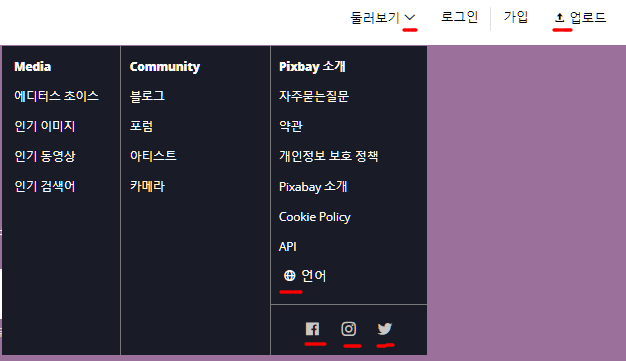 둘러보기 로그인 가입 업로드
Media
에디터스 초이스
인기 이미지
인기 동영상
인기 검색어
Community
블로그
포럼
아티스트
카메라
Pixbay 소개
자주묻는질문
약관
개인정보 보호 정책
Pixabay 소개
Cookie Policy
API
언어